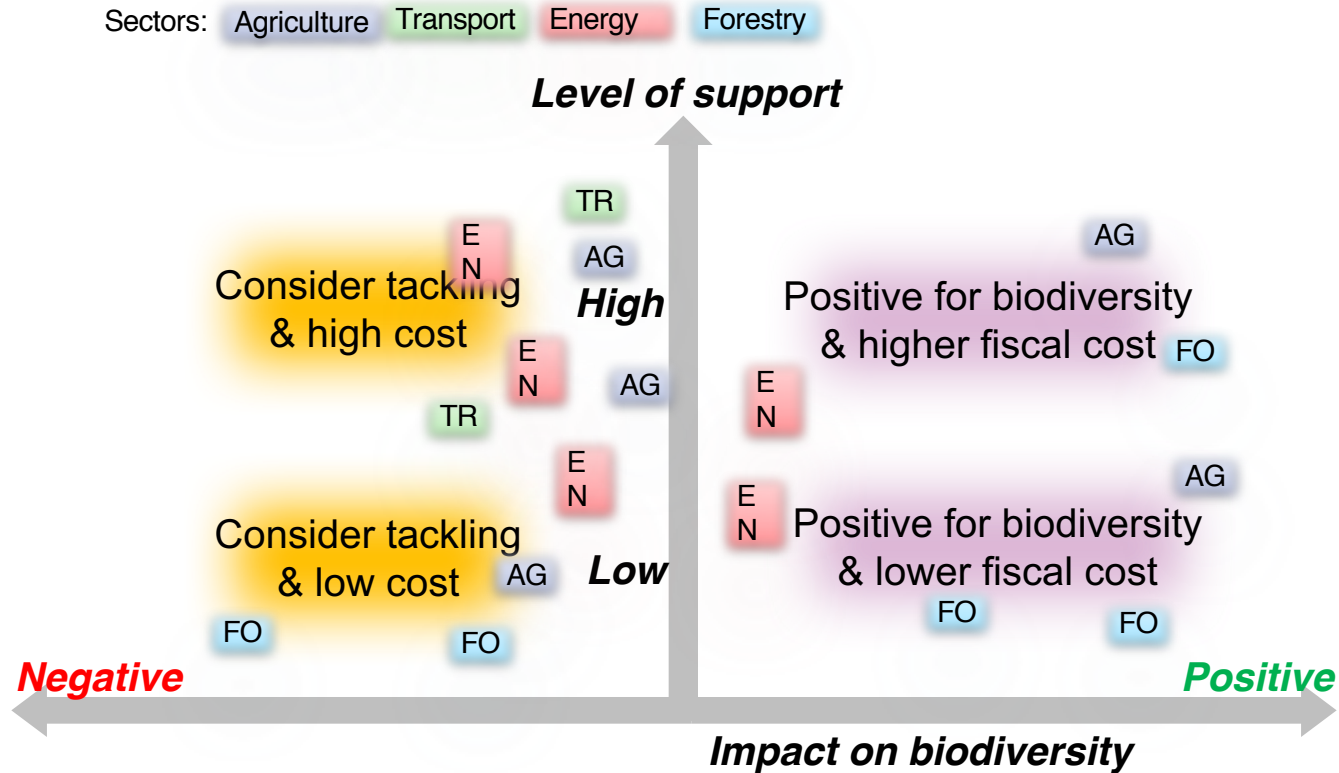 Sectors: Agriculture Transport Energy Forestry
Level of support
TR
E
N
AG
AG
Consider tackling
& high cost
High
Positive for biodiversity
& higher fiscal cost
FO
E
N
AG
E
N
TR
E
N
AG
E
N
Consider tackling
& low cost
AG
Low
Positive for biodiversity
& lower fiscal cost
FO
FO
FO
FO
Negative
Positive
Impact on biodiversity